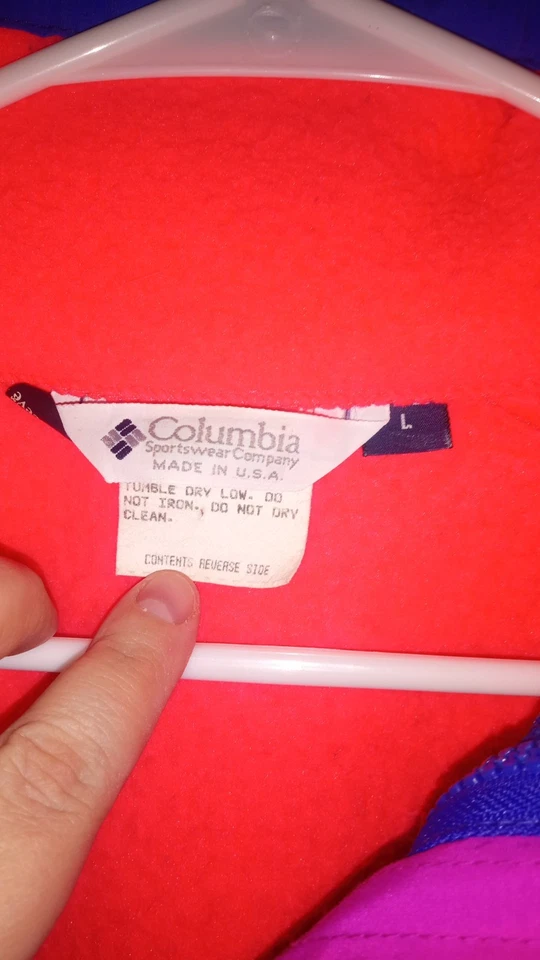 Columbia
Sportswear Company
MADE IN U.S.A.
L
TUMBLE DRY LOW. DO
NOT IRON., DO NOT DRY
CLEAN.
CONTENTS REVERSE SIDE